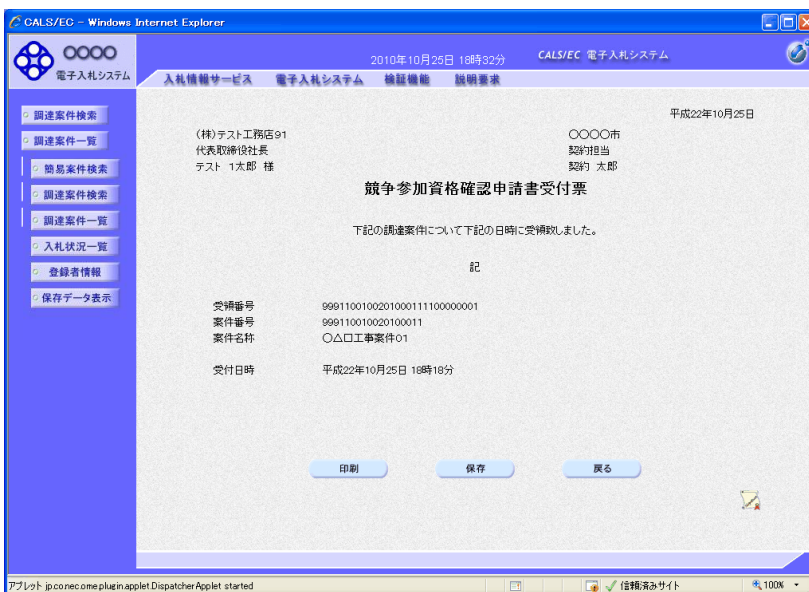 CALS/EC - Windows Internet Explorer
〇〇〇〇
電子入札システム
2010年10月25日 18時32分
CALS/EC 電子入札システム
入札情報サービス 電子入札システム 検証機能 説明要求
調達案件検索
調達案件一覧
簡易案件検索
調達案件検索
調達案件一覧
入札状況一覧
登録者情報
保存データ表示
平成22年10月25日
(株)テスト工務店91
代表取締役社長
テスト 1太郎 様
〇〇〇〇市
契約担当
契約 太郎
競争参加資格確認申請書受付票
下記の調達案件について下記の日時に受領致しました。
記
受領番号 9991100100201000111100000001
案件番号 999110010020100011
案件名称 〇△口工事案件01
受付日時 平成22年10月25日 18時18分
印刷 保存 戻る
アプレット jp.co.nec.ome.plugin.applet.DispatcherApplet started
信頼済みサイト
100%